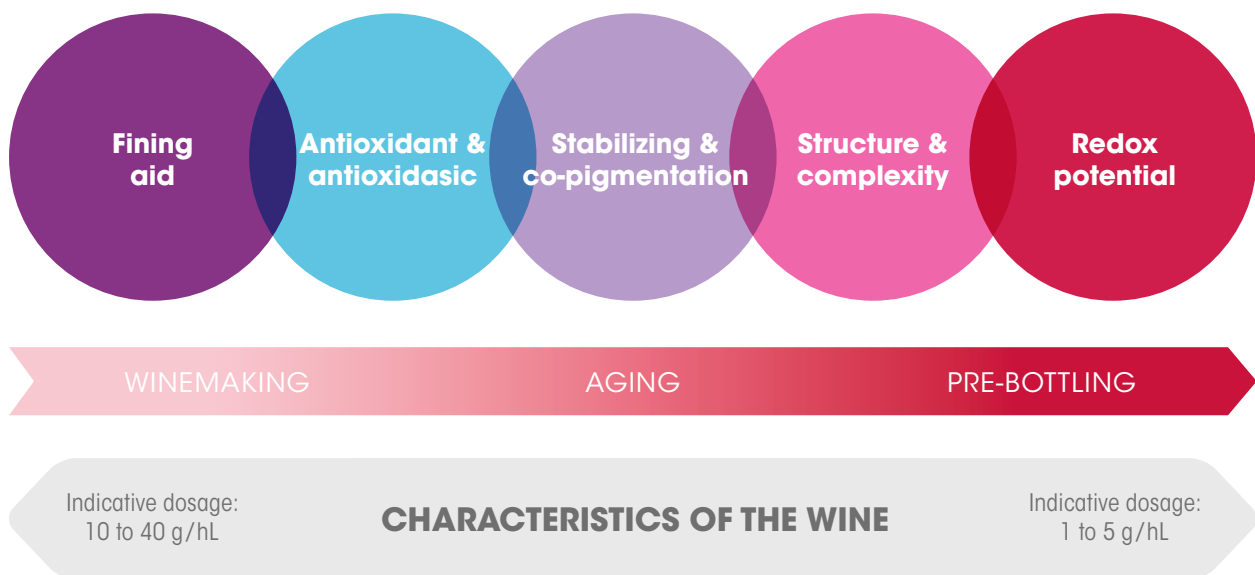 Fining
aid
Antioxidant &
antioxidasic
Stabilizing &
co-pigmentation
Structure &
complexity
Redox
potential
WINEMAKING
AGING
PRE-BOTTLING
Indicative dosage:
10 to 40 g/hL
CHARACTERISTICS OF THE WINE
Indicative dosage:
1 to 5 g/hL